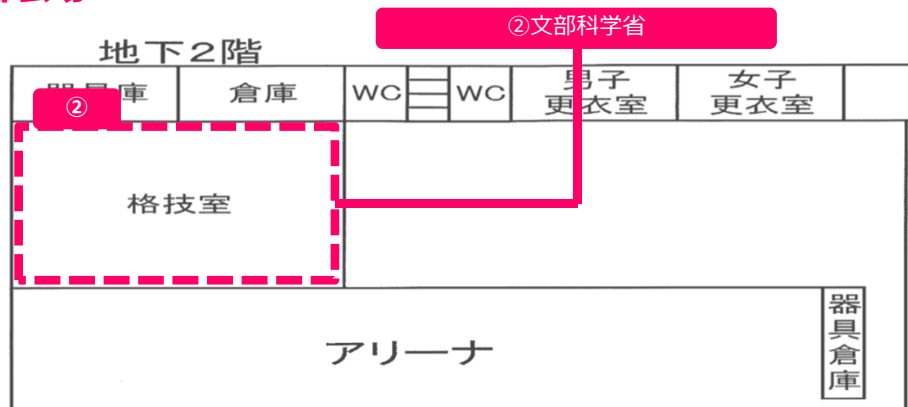 ②文部科学省
地下2階
庫
倉庫
WC
WC
男子
更衣室
女子
更衣室
②
格技室
アリーナ
器具倉庫